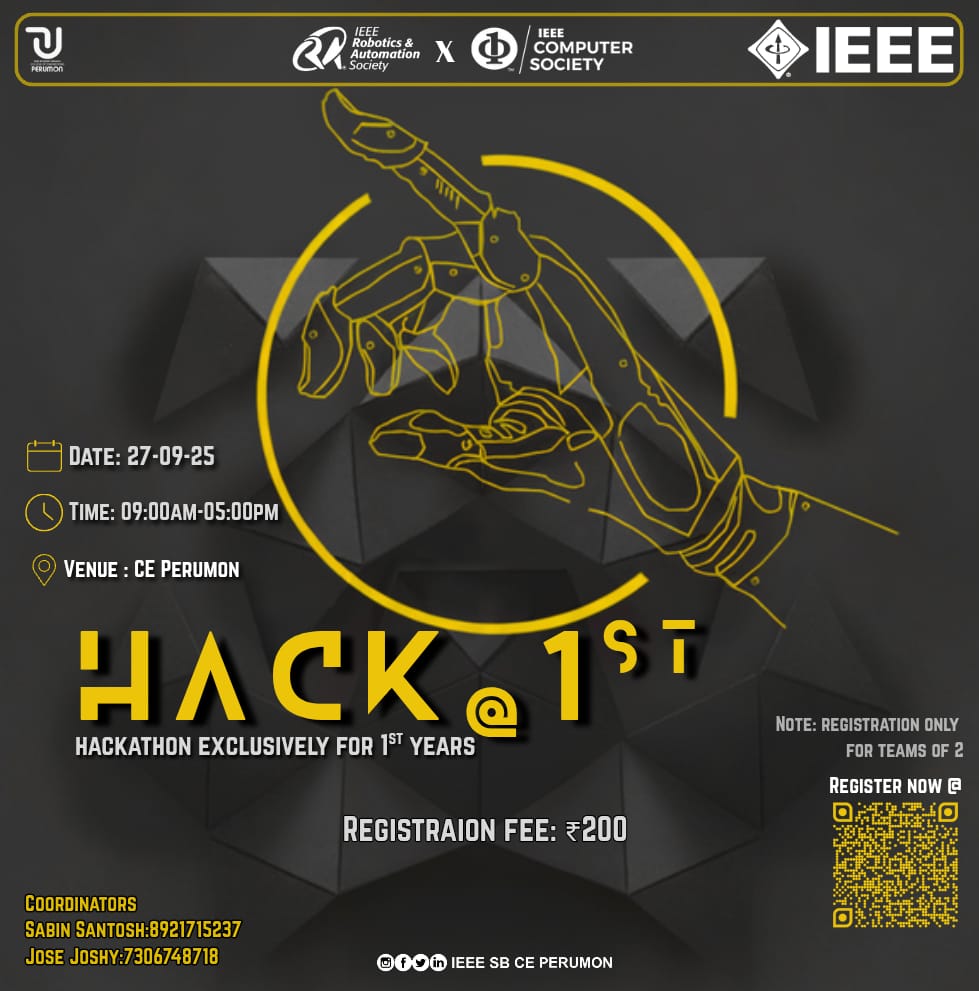 PERUMON
IEEE
Robotics &
Automation
Society
X
IEEE
COMPUTER
SOCIETY
IEEE
DATE: 27-09-25
TIME: 09:00AM-05:00PM
VENUE : CE PERUMON
HACK@1ST
HACKATHON EXCLUSIVELY FOR 1ST YEARS
NOTE: REGISTRATION ONLY
FOR TEAMS OF 2
REGISTER NOW @
REGISTRAION FEE: ₹200
COORDINATORS
SABIN SANTOSH:8921715237
JOSE JOSHY:7306748718
IEEE SB CE PERUMON